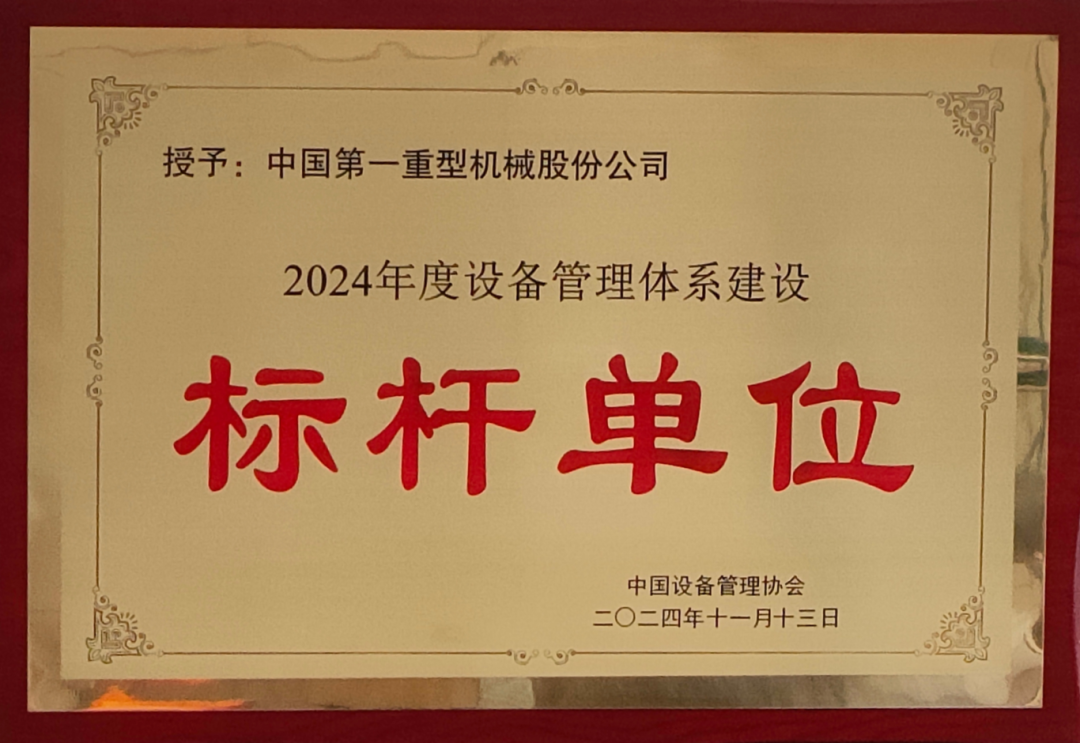 授予：中国第一重型机械股份公司
2024年度设备管理体系建设
标杆单位
中国设备管理协会
二〇二四年十一月十三日